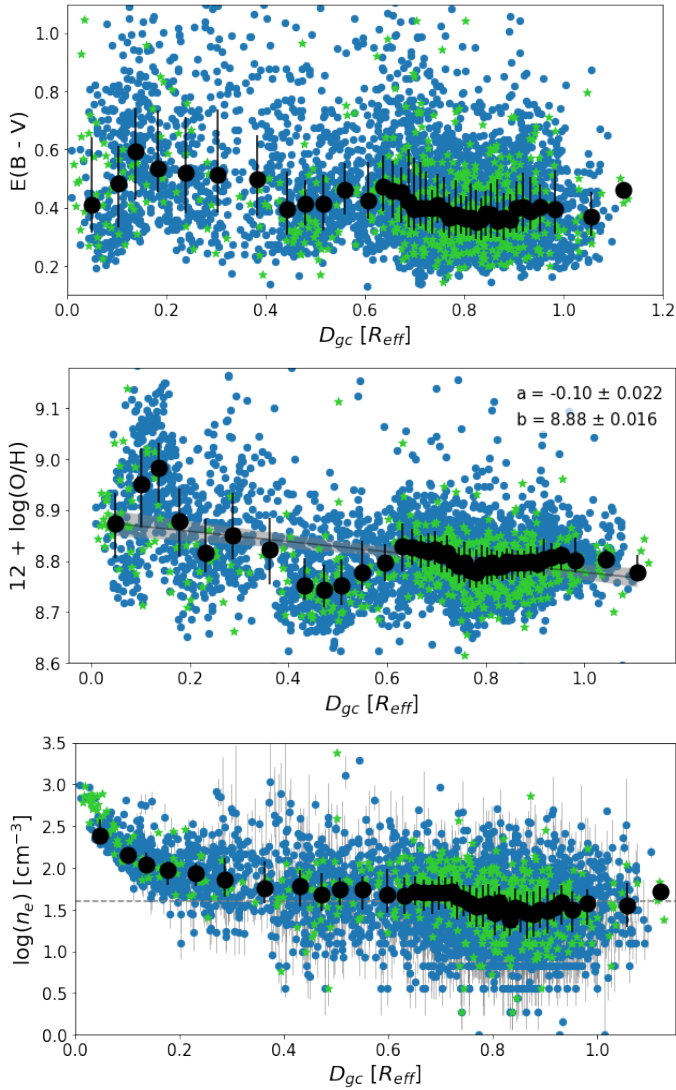 1.0
0.8
0.6
0.4
0.2
E(B - V)
0.0 0.2 0.4 0.6 0.8 1.0 1.2
D_gc [R_eff]
a = -0.10 ± 0.022
b = 8.88 ± 0.016
9.1
9.0
8.9
8.8
8.7
8.6
12 + log(O/H)
0.0 0.2 0.4 0.6 0.8 1.0
D_gc [R_eff]
3.5
3.0
2.5
2.0
1.5
1.0
0.5
0.0
log(n_e) [cm⁻³]
0.0 0.2 0.4 0.6 0.8 1.0
D_gc [R_eff]